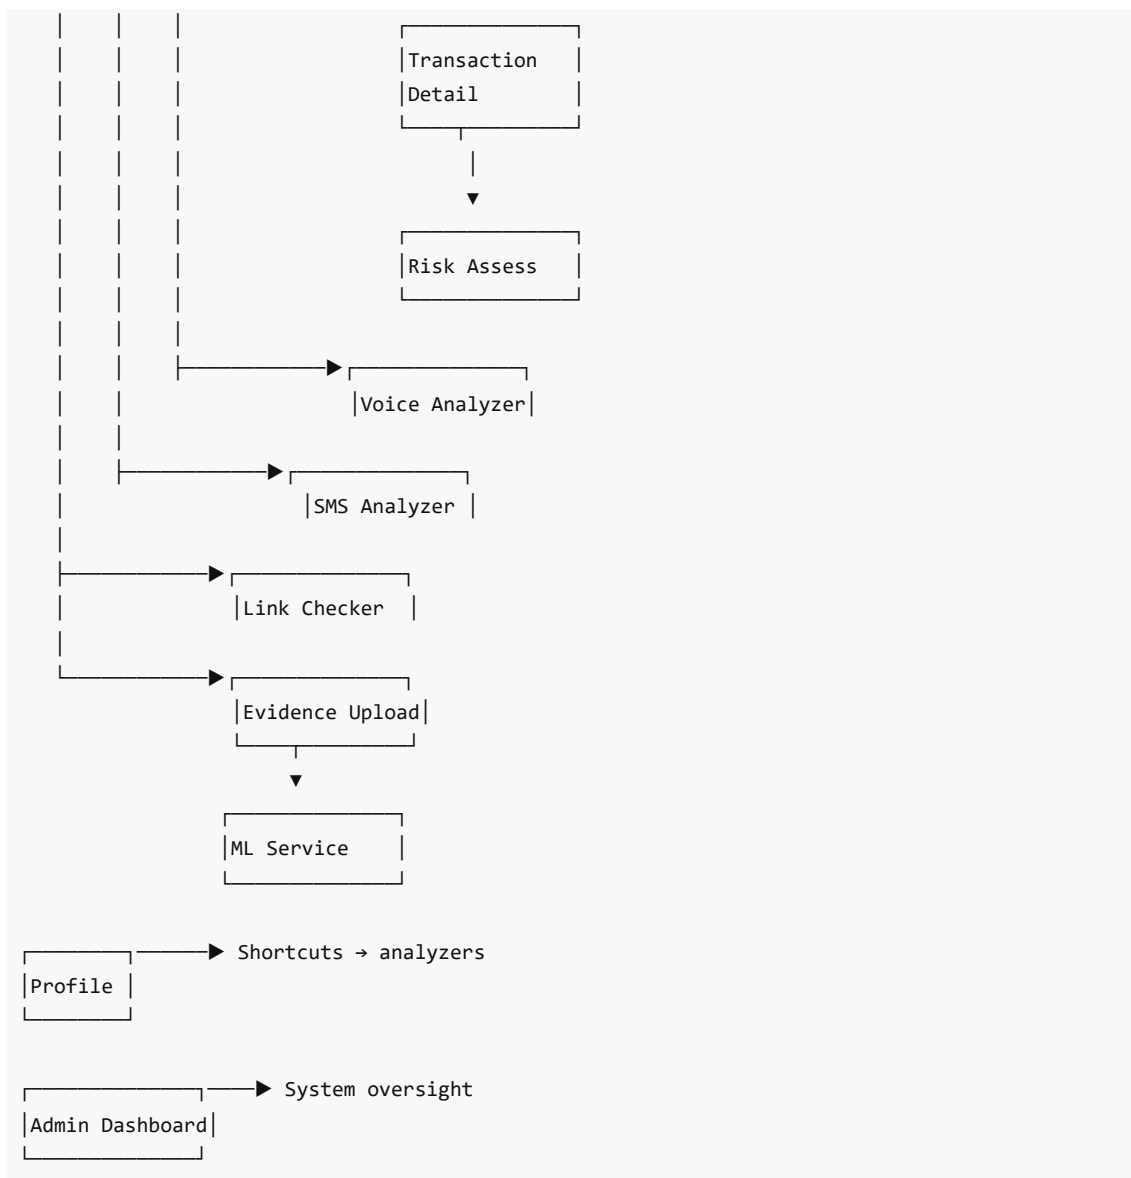 Transaction
Detail
Risk Assess
Voice Analyzer
SMS Analyzer
Link Checker
Evidence Upload
ML Service
Shortcuts → analyzers
Profile
System oversight
Admin Dashboard